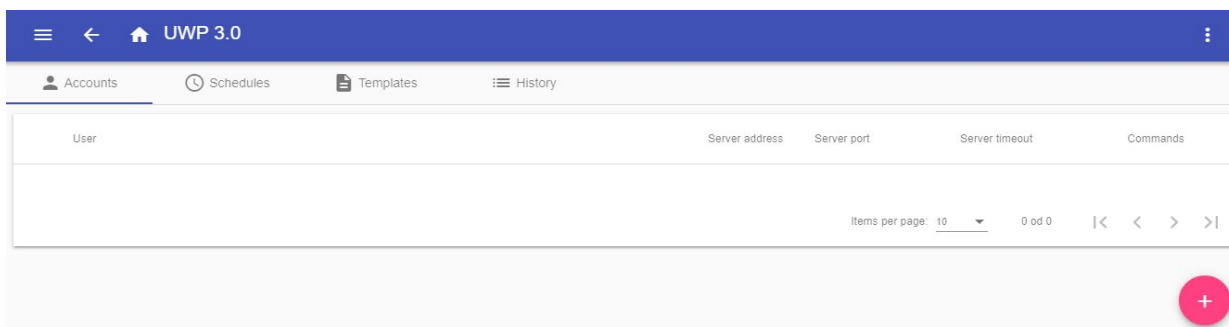 UWP 3.0
Accounts Schedules Templates History
User Server address Server port Server timeout Commands
Items per page: 10 0 od 0